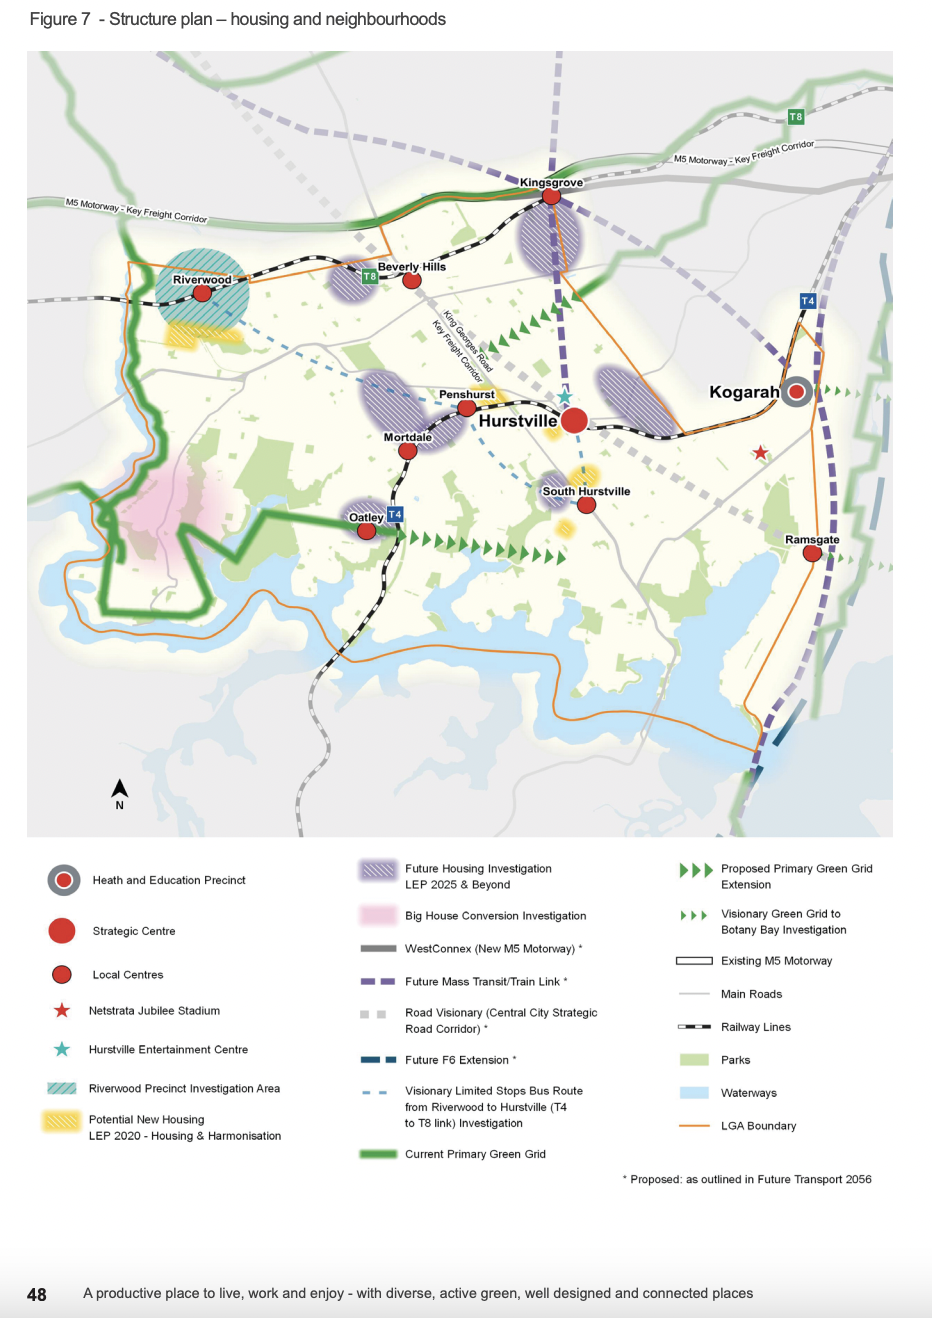 Figure 7 - Structure plan – housing and neighbourhoods
T8
M5 Motorway - Key Freight Corridor
Kingsgrove
M5 Motorway - Key Freight Corridor
Beverly Hills
T8
Riverwood
T4
King Georges Road
Key Freight Corridor
Kogarah
Penshurst
Hurstville
Mortdale
South Hurstville
Oatley
T4
Ramsgate
N
Heath and Education Precinct
Strategic Centre
Local Centres
Netstrata Jubilee Stadium
Hurstville Entertainment Centre
Riverwood Precinct Investigation Area
Potential New Housing
LEP 2020 - Housing & Harmonisation
Future Housing Investigation
LEP 2025 & Beyond
Big House Conversion Investigation
WestConnex (New M5 Motorway) *
Future Mass Transit/Train Link *
Road Visionary (Central City Strategic
Road Corridor) *
Future F6 Extension *
Visionary Limited Stops Bus Route
from Riverwood to Hurstville (T4
to T8 link) Investigation
Current Primary Green Grid
Proposed Primary Green Grid
Extension
Visionary Green Grid to
Botany Bay Investigation
Existing M5 Motorway
Main Roads
Railway Lines
Parks
Waterways
LGA Boundary
* Proposed: as outlined in Future Transport 2056
48 A productive place to live, work and enjoy - with diverse, active green, well designed and connected places